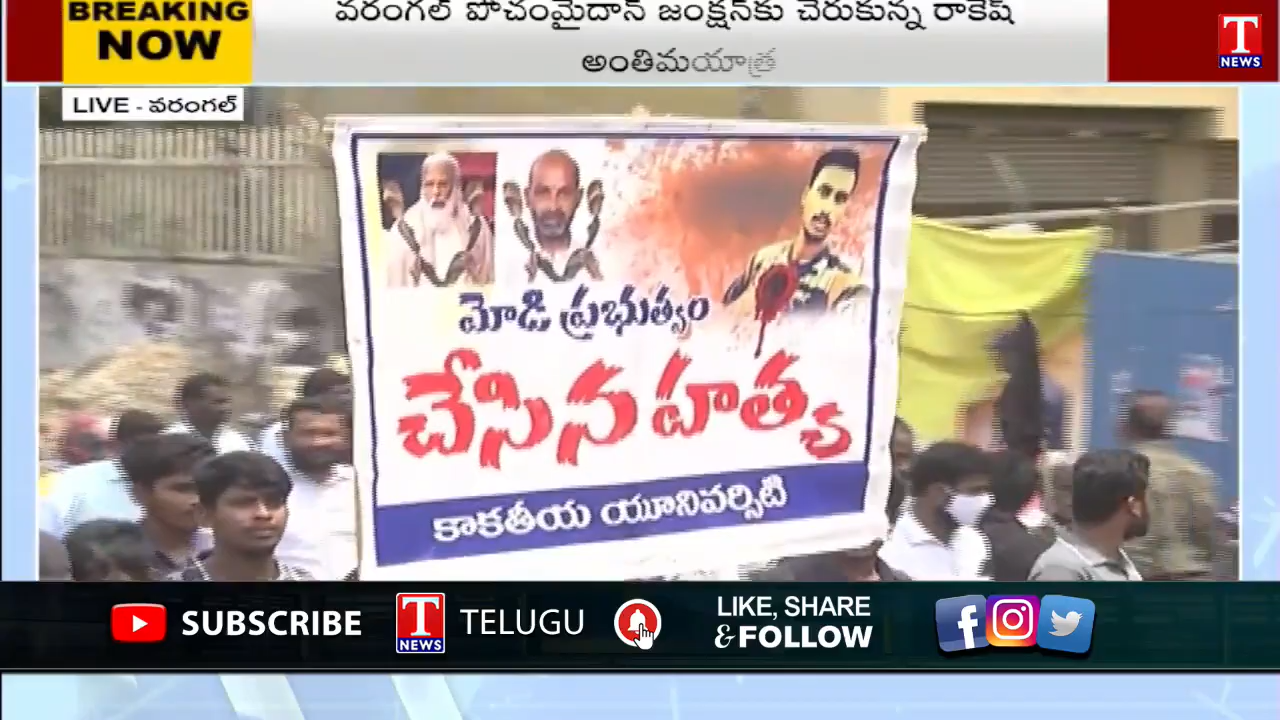 BREAKING
NOW
వరంగల్ పోచంమైదాన్ జంక్షన్‌కు చేరుకున్న రాకేష్
అంతిమయాత్ర
T
NEWS
LIVE - వరంగల్
మోడి ప్రభుత్వం
చేసిన హత్య
కాకతీయ యూనివర్సిటీ
SUBSCRIBE
T
NEWS
TELUGU
LIKE, SHARE
& FOLLOW